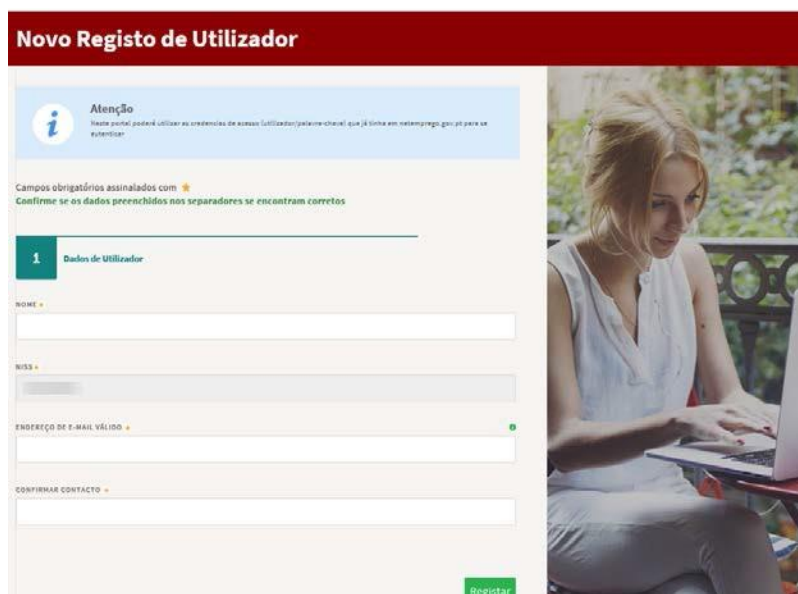 Novo Registo de Utilizador
Atenção
Neste portal poderá utilizar as credenciais de acesso (utilizador/palavra-chave) que já tinha em netemprego.gov.pt para se
autenticar
Campos obrigatórios assinalados com
Confirme se os dados preenchidos nos separadores se encontram corretos
1
Dados de Utilizador
NOME
NISS
ENDEREÇO DE E-MAIL VÁLIDO
CONFIRMAR CONTACTO
Registar